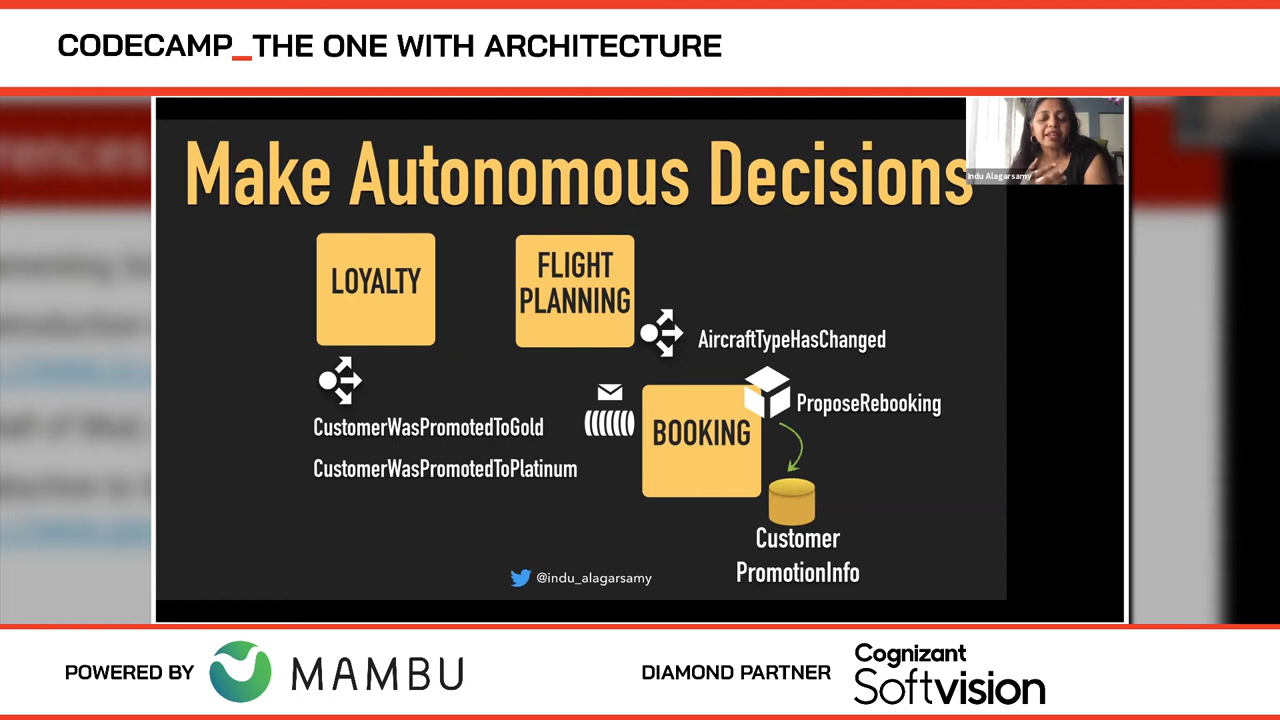 CODECAMP_THE ONE WITH ARCHITECTURE
Make Autonomous Decisions
Indu Alagarsamy
LOYALTY
FLIGHT
PLANNING
AircraftTypeHasChanged
ProposeRebooking
CustomerWasPromotedToGold
BOOKING
CustomerWasPromotedToPlatinum
Customer
PromotionInfo
@indu_alagarsamy
POWERED BY
MAMBU
DIAMOND PARTNER
Cognizant
Softvision